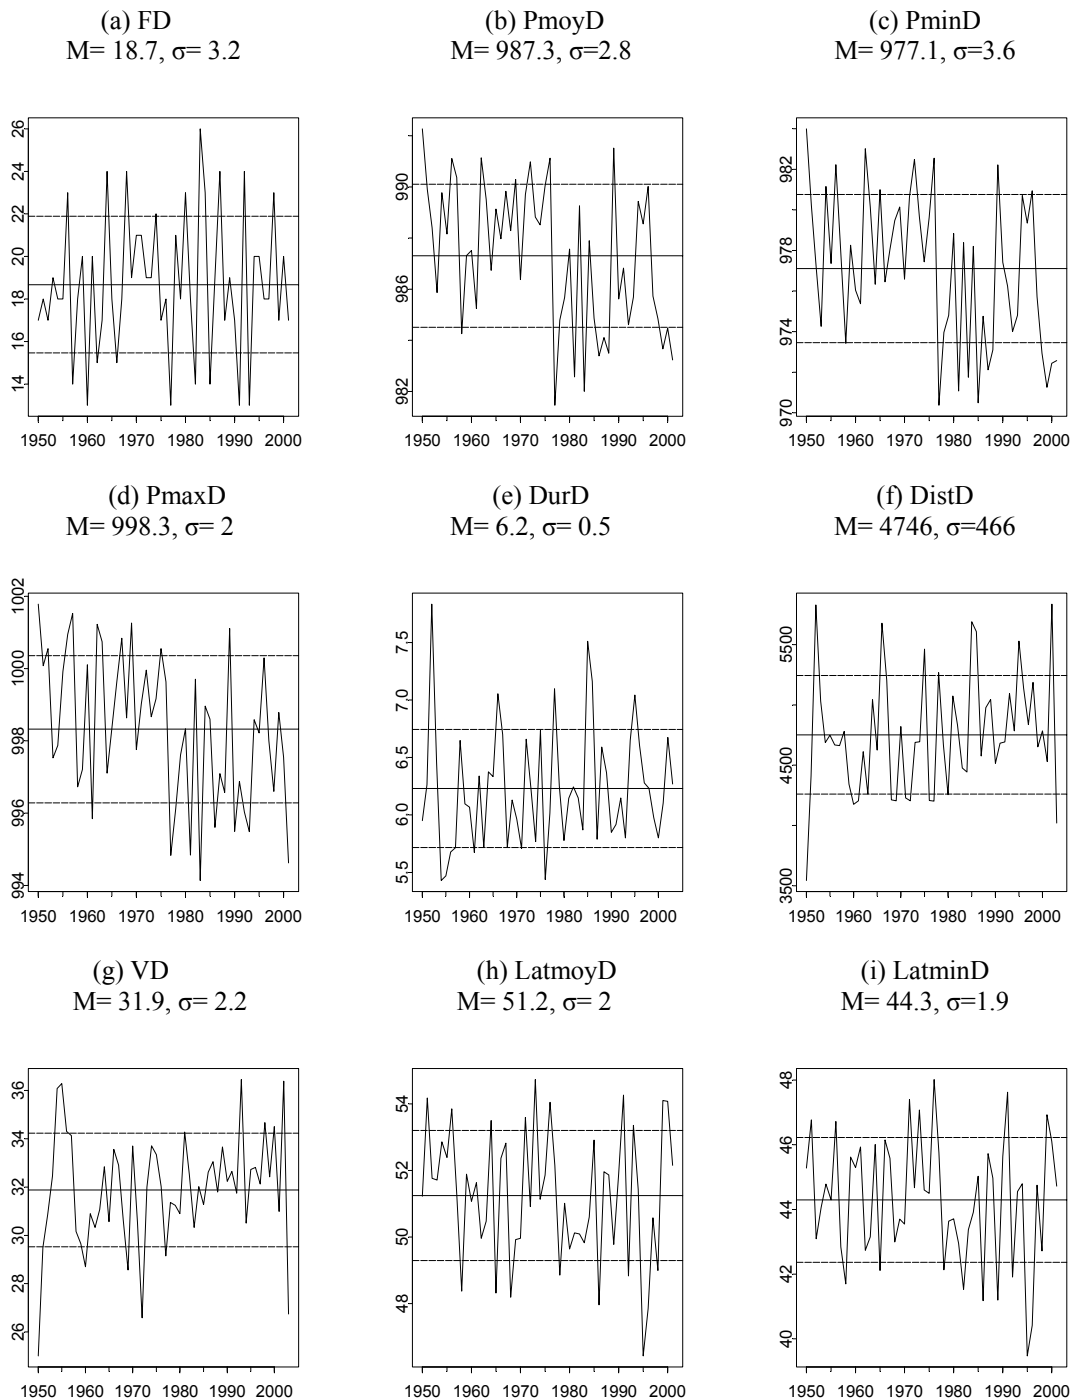 (a) FD
M= 18.7, σ= 3.2
(b) PmoyD
M= 987.3, σ=2.8
(c) PminD
M= 977.1, σ=3.6
26
24
22
20
18
16
14
1950 1960 1970 1980 1990 2000
990
986
982
1950 1960 1970 1980 1990 2000
982
978
974
970
1950 1960 1970 1980 1990 2000
(d) PmaxD
M= 998.3, σ= 2
(e) DurD
M= 6.2, σ= 0.5
(f) DistD
M= 4746, σ=466
1002
1000
998
996
994
1950 1960 1970 1980 1990 2000
7.5
7.0
6.5
6.0
5.5
1950 1960 1970 1980 1990 2000
5500
4500
3500
1950 1960 1970 1980 1990 2000
(g) VD
M= 31.9, σ= 2.2
(h) LatmoyD
M= 51.2, σ= 2
(i) LatminD
M= 44.3, σ=1.9
36
34
32
30
28
26
1950 1960 1970 1980 1990 2000
54
52
50
48
1950 1960 1970 1980 1990 2000
48
46
44
42
40
1950 1960 1970 1980 1990 2000